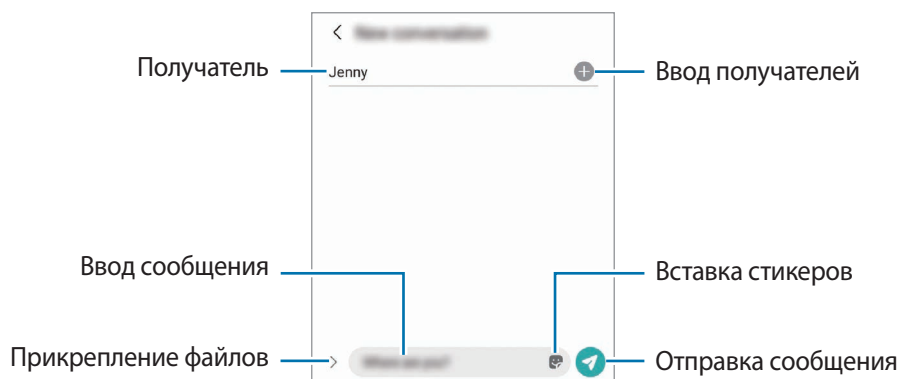 Получатель
Jenny
Ввод получателей
Ввод сообщения
Вставка стикеров
Прикрепление файлов
Отправка сообщения